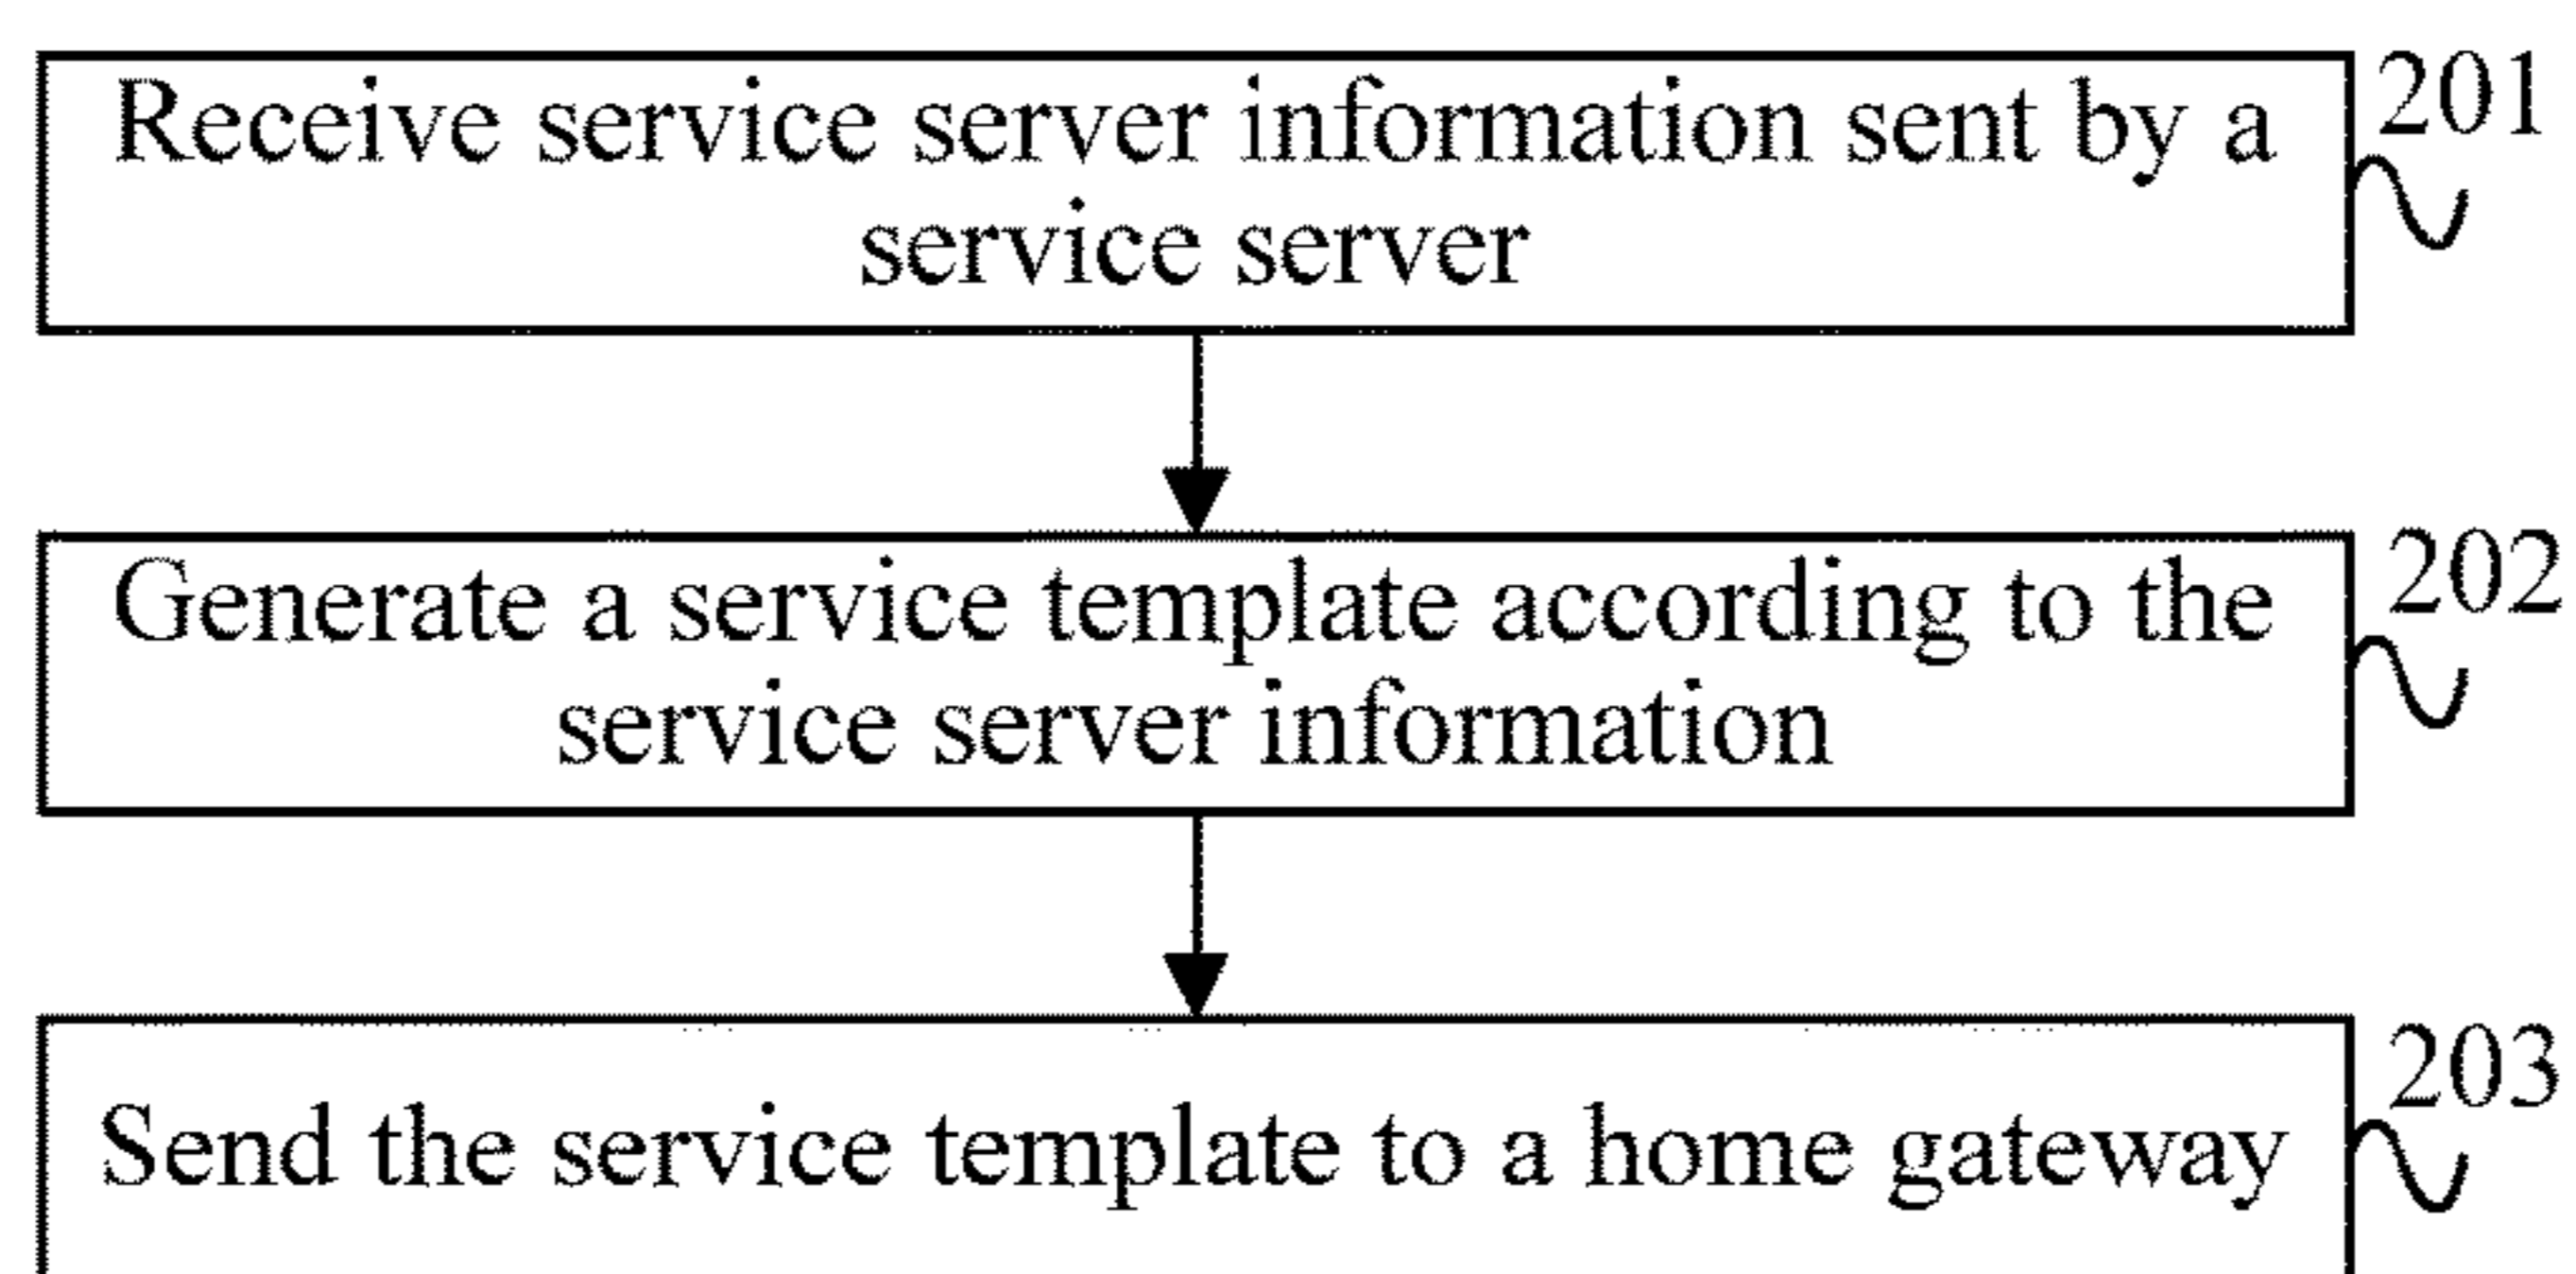 Receive service server information sent by a
service server
201
Generate a service template according to the
service server information
202
Send the service template to a home gateway
203